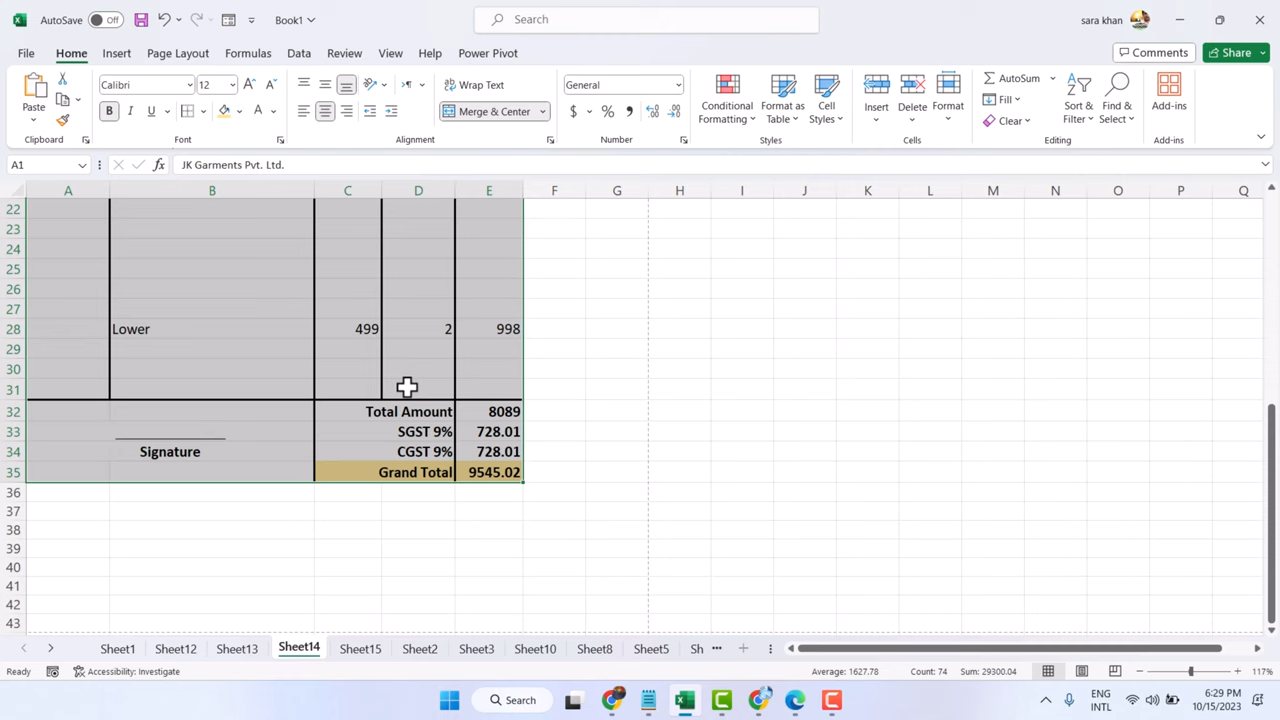 AutoSave Off Book1 Search sara khan
File Home Insert Page Layout Formulas Data Review View Help Power Pivot Comments Share
Paste Calibri 12 Wrap Text General Conditional Formatting Format as Table Cell Styles Insert Delete Format AutoSum Fill Clear Sort & Filter Find & Select Add-ins
B I U A Merge & Center $ % 9
Clipboard Font Alignment Number Styles Cells Editing Add-ins
A1 fx JK Garments Pvt. Ltd.
A B C D E F G H I J K L M N O P Q
22
23
24
25
26
27
28 Lower 499 2 998
29
30
31
32 Total Amount 8089
33 SGST 9% 728.01
34 Signature CGST 9% 728.01
35 Grand Total 9545.02
36
37
38
39
40
41
42
43
Sheet1 Sheet12 Sheet13 Sheet14 Sheet15 Sheet2 Sheet3 Sheet10 Sheet8 Sheet5 Sh ...
Ready Accessibility: Investigate Average: 1627.78 Count: 74 Sum: 29300.04 117%
Search ENG INTL 6:29 PM 10/15/2023